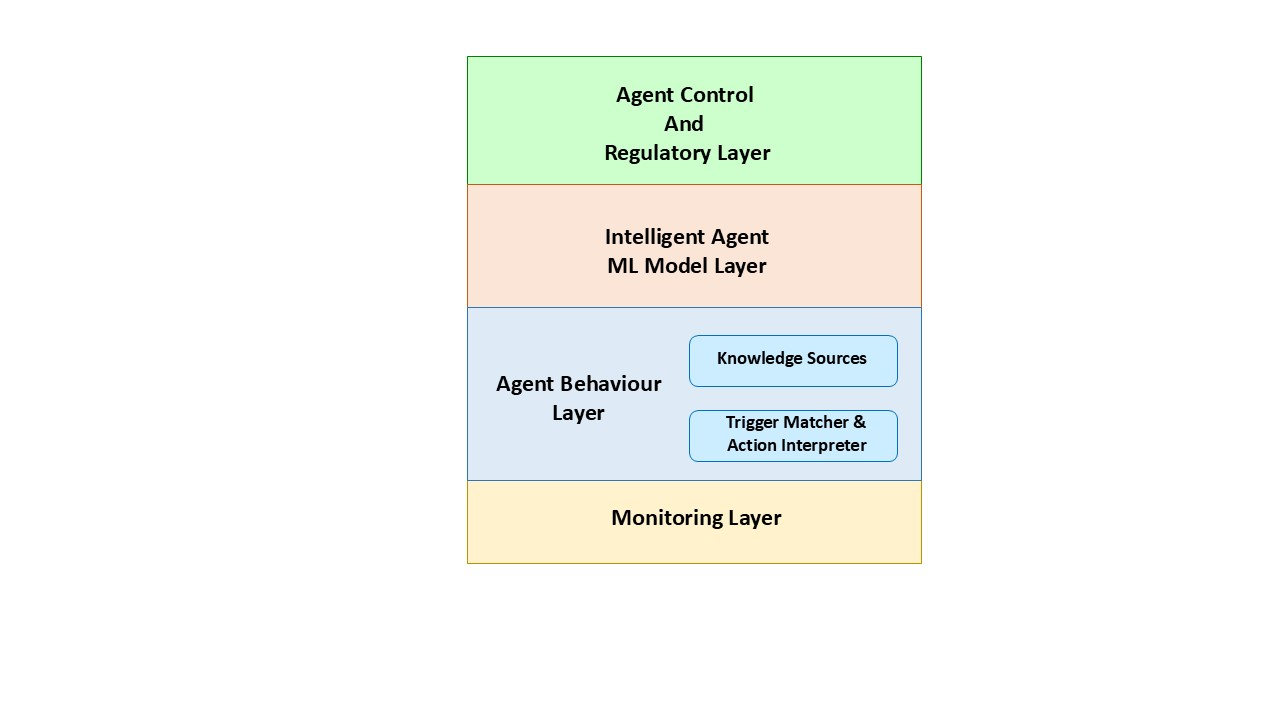 Agent Control
And
Regulatory Layer
Intelligent Agent
ML Model Layer
Agent Behaviour
Layer
Knowledge Sources
Trigger Matcher &
Action Interpreter
Monitoring Layer